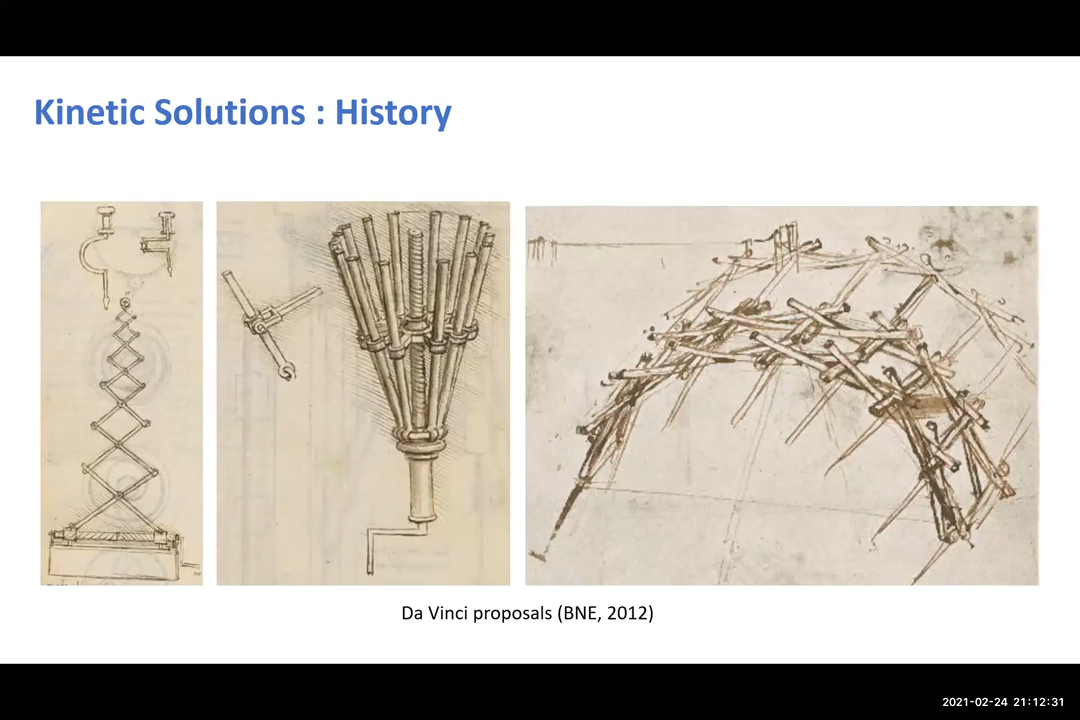 Kinetic Solutions : History
Da Vinci proposals (BNE, 2012)
2021-02-24 21:12:31